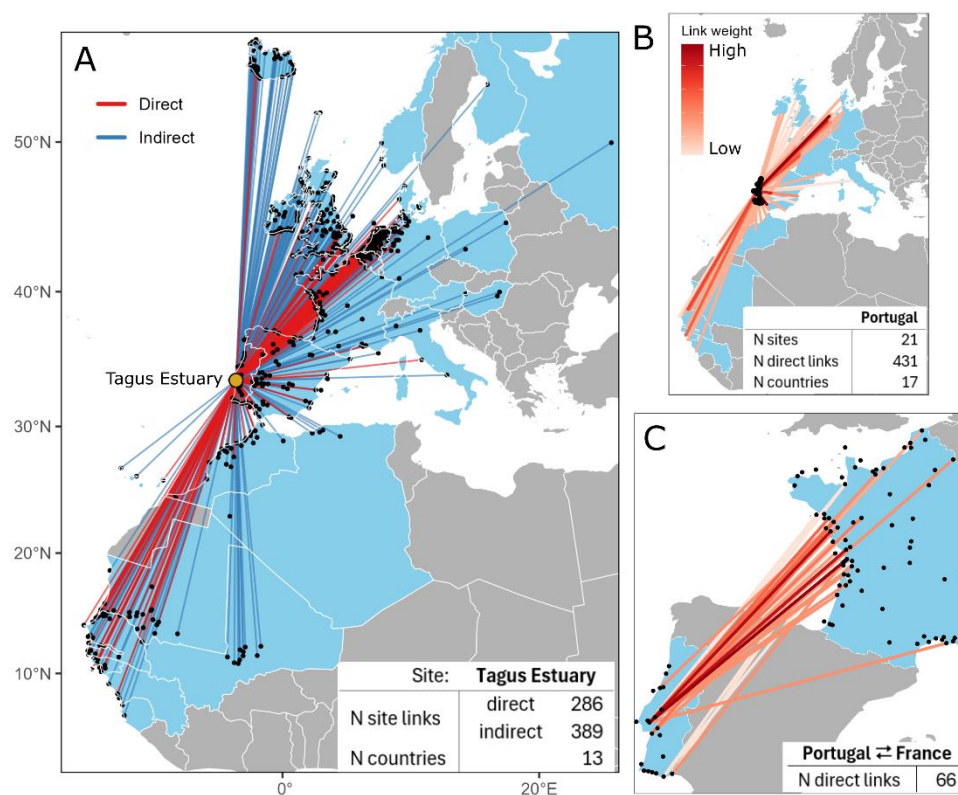 A
Direct
Indirect
50°N
40°N
Tagus Estuary
30°N
20°N
10°N
Site: Tagus Estuary
N site links direct 286
indirect 389
N countries 13
0° 20°E
B
Link weight
High
Low
Portugal
N sites 21
N direct links 431
N countries 17
C
Portugal ⇄ France
N direct links 66